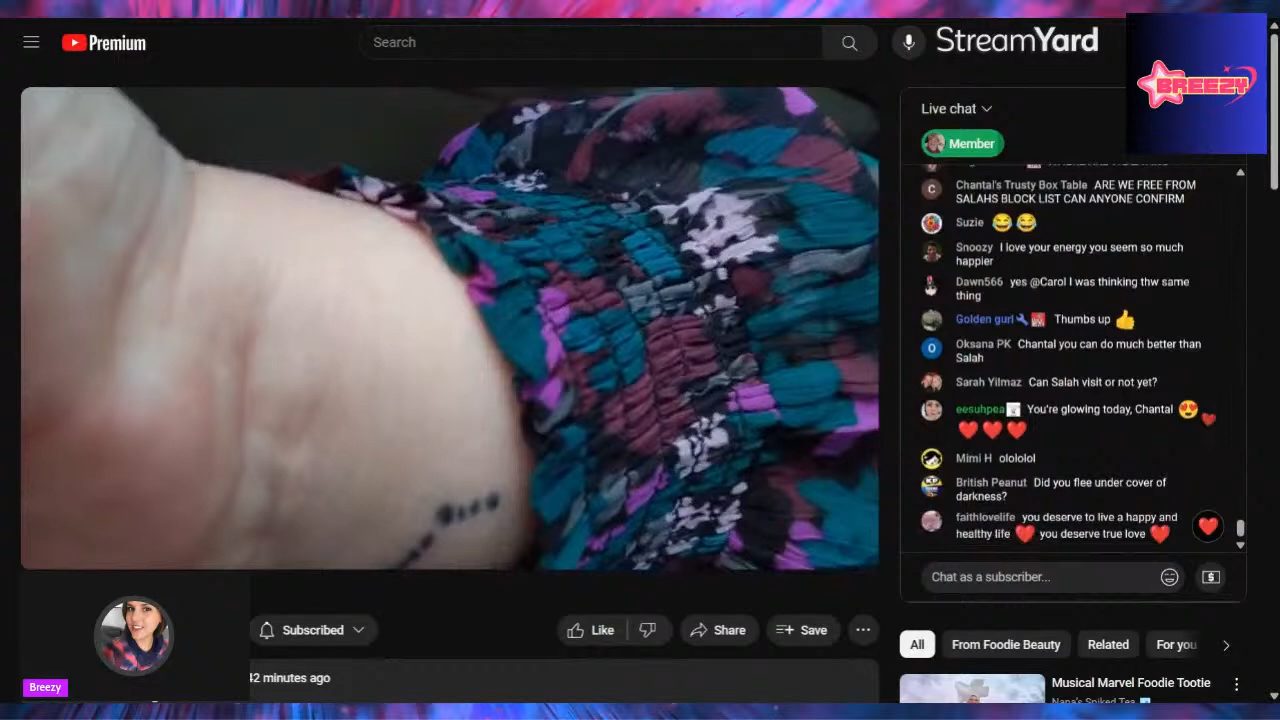 Premium
Search
StreamYard
BREEZY
Live chat
Member
Chantal's Trusty Box Table ARE WE FREE FROM
SALAHS BLOCK LIST CAN ANYONE CONFIRM
Suzie
Snoozy I love your energy you seem so much
happier
Dawn566 yes @Carol I was thinking thw same
thing
Golden gurl Thumbs up
Oksana PK Chantal you can do much better than
Salah
Sarah Yilmaz Can Salah visit or not yet?
eesuhpea You're glowing today, Chantal
Mimi H olololol
British Peanut Did you flee under cover of
darkness?
faithlovelife you deserve to live a happy and
healthy life you deserve true love
Chat as a subscriber...
Subscribed
Like
Share
Save
All
From Foodie Beauty
Related
For you
Breezy
42 minutes ago
Musical Marvel Foodie Tootie
Nana's Spiked Tea